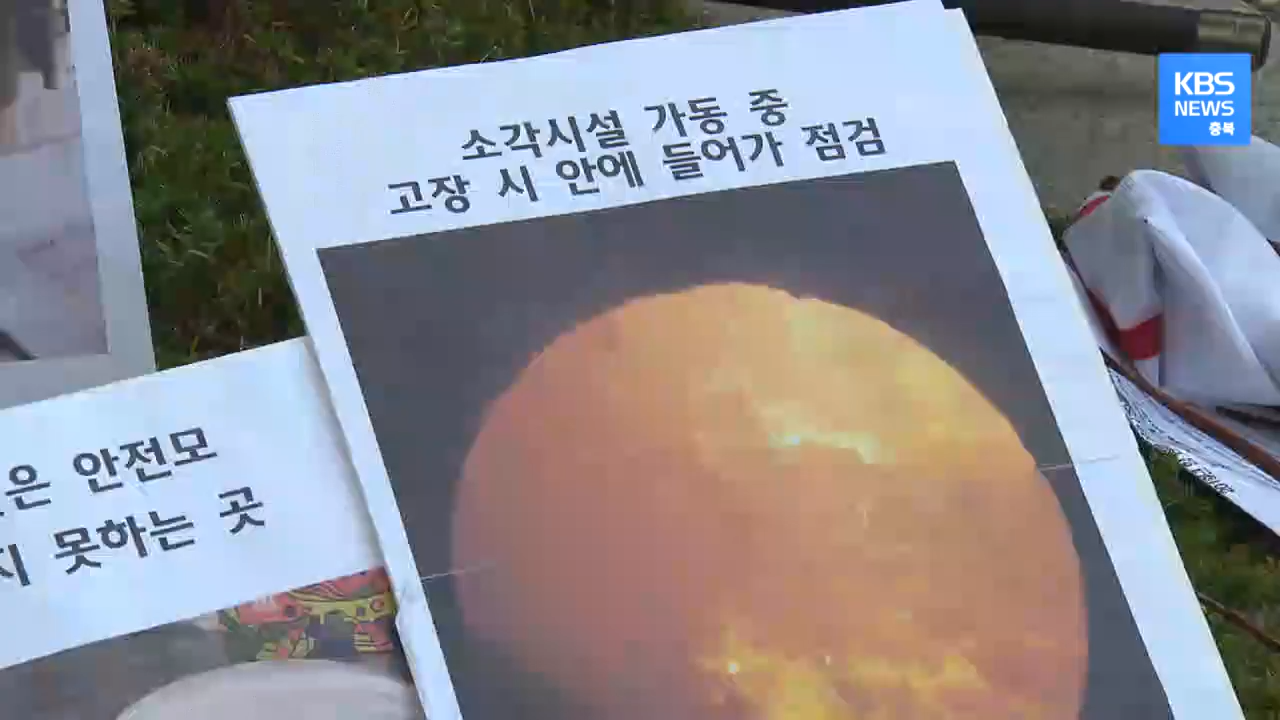 소각시설 가동 중
고장 시 안에 들어가 점검
KBS
NEWS
충북
은 안전모
못하는 곳